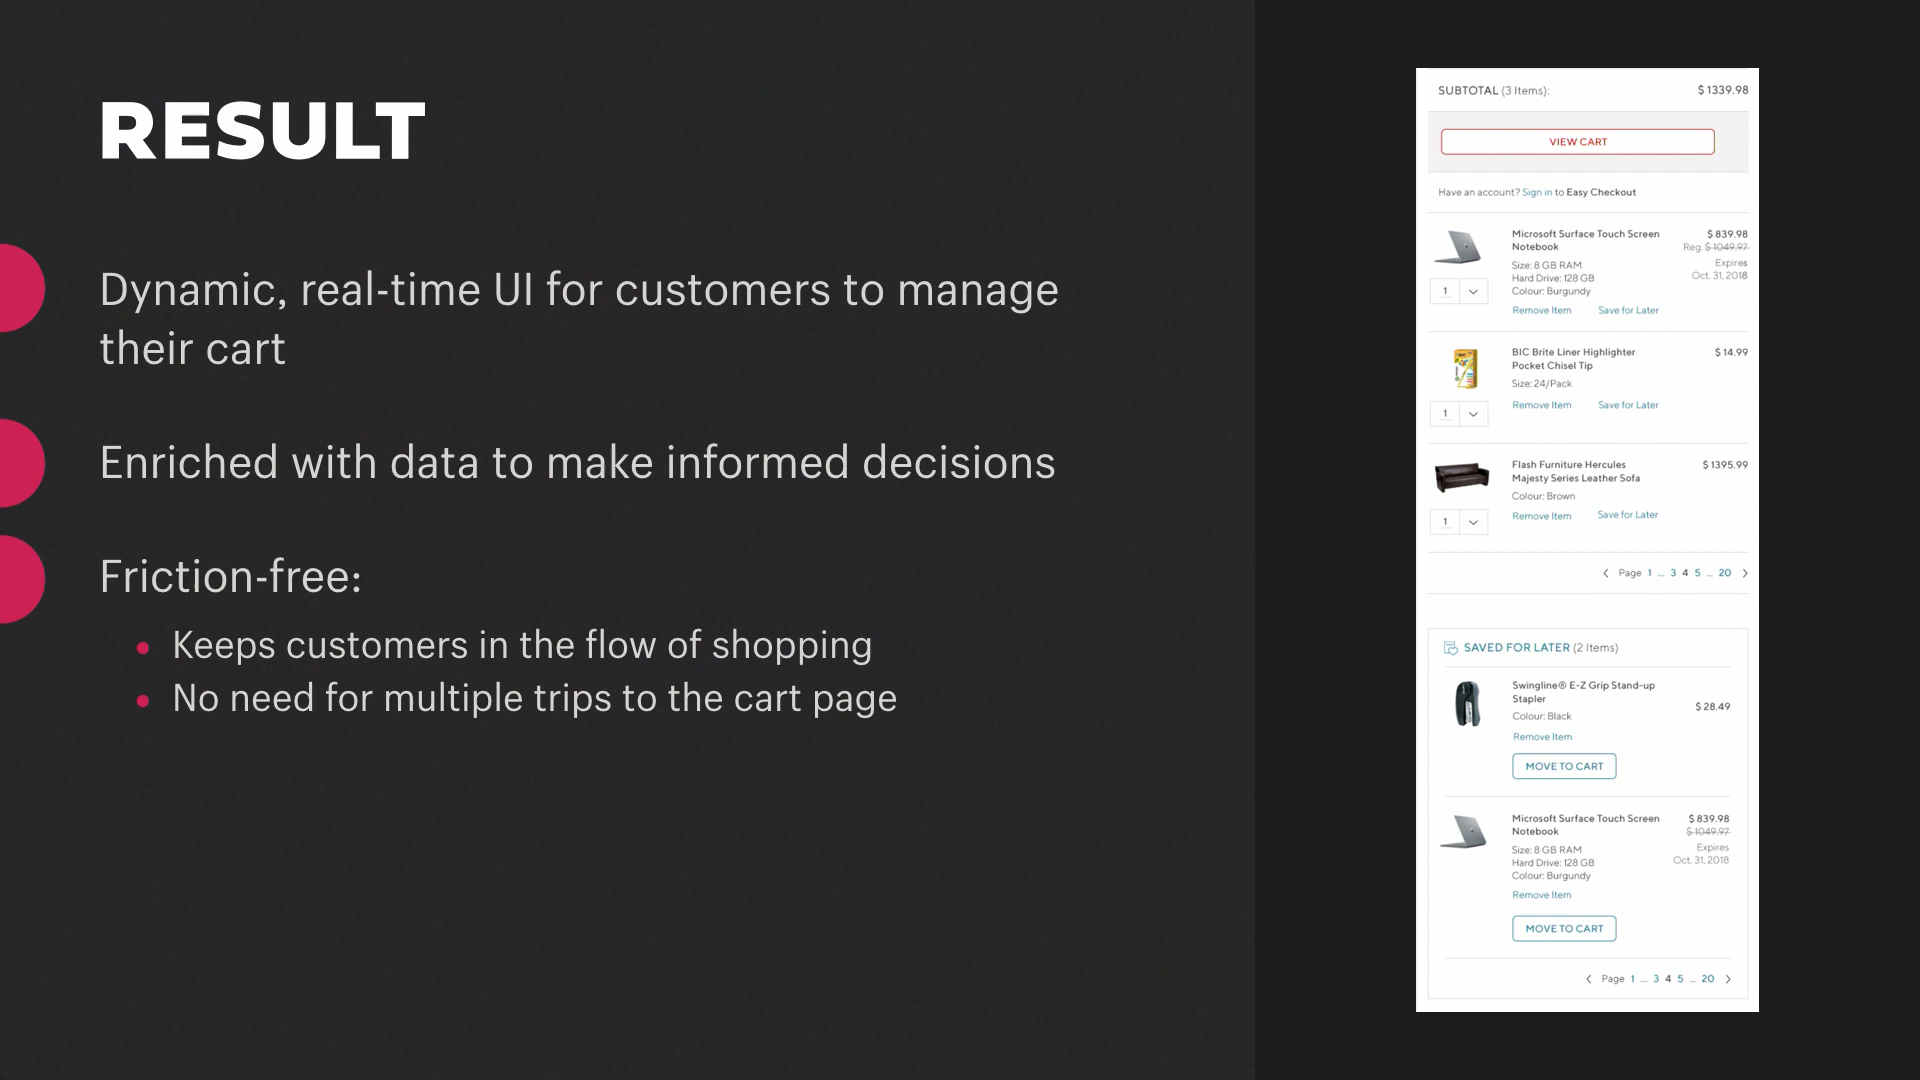 RESULT
Dynamic, real-time UI for customers to manage
their cart
Enriched with data to make informed decisions
Friction-free:
Keeps customers in the flow of shopping
No need for multiple trips to the cart page
SUBTOTAL (3 Items): $ 1339.98
VIEW CART
Have an account? Sign in to Easy Checkout
Microsoft Surface Touch Screen $ 839.98
Notebook Reg. $ 1049.97
Size: 8 GB RAM Expires
Hard Drive: 128 GB Oct. 31, 2018
Colour: Burgundy
1
Remove Item Save for Later
BIC Brite Liner Highlighter $ 14.99
Pocket Chisel Tip
Size: 24/Pack
Remove Item Save for Later
1
Flash Furniture Hercules $ 1395.99
Majesty Series Leather Sofa
Colour: Brown
Remove Item Save for Later
1
Page 1 ... 3 4 5 ... 20
SAVED FOR LATER (2 Items)
Swingline® E-Z Grip Stand-up
Stapler $ 28.49
Colour: Black
Remove Item
MOVE TO CART
Microsoft Surface Touch Screen $ 839.98
Notebook $ 1049.97
Size: 8 GB RAM Expires
Hard Drive: 128 GB Oct. 31, 2018
Colour: Burgundy
Remove Item
MOVE TO CART
Page 1 ... 3 4 5 ... 20